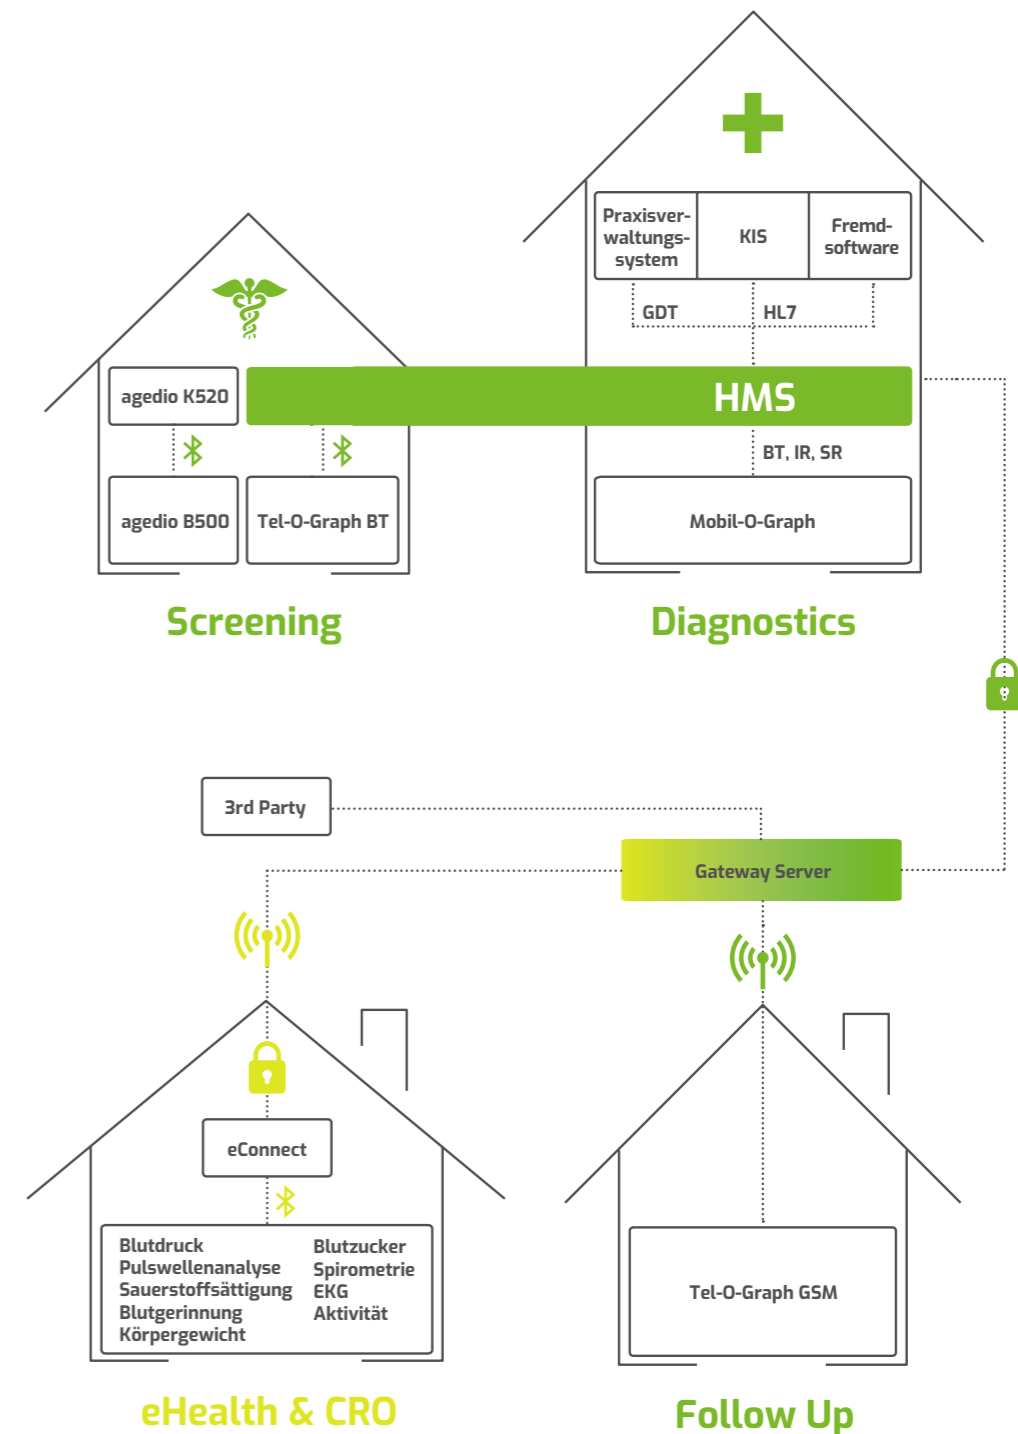 Praxisver-
waltungs-
system
KIS
Fremd-
software
GDT
HL7
agedio K520
HMS
BT, IR, SR
agedio B500
Tel-O-Graph BT
Mobil-O-Graph
Screening
Diagnostics
3rd Party
Gateway Server
eConnect
Blutdruck
Pulswellenanalyse
Sauerstoffsättigung
Blutgerinnung
Körpergewicht
Blutzucker
Spirometrie
EKG
Aktivität
Tel-O-Graph GSM
eHealth & CRO
Follow Up